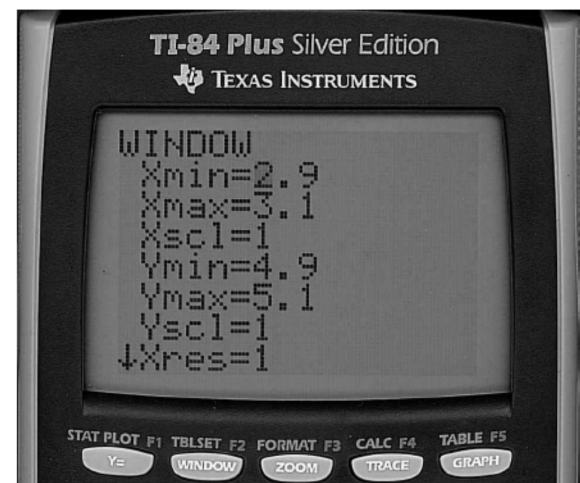 TI-84 Plus Silver Edition
TEXAS INSTRUMENTS
WINDOW
Xmin=2.9
Xmax=3.1
Xscl=1
Ymin=4.9
Ymax=5.1
Yscl=1
↓Xres=1
STAT PLOT F1 TBLSET F2 FORMAT F3 CALC F4 TABLE F5
Y= WINDOW ZOOM TRACE GRAPH